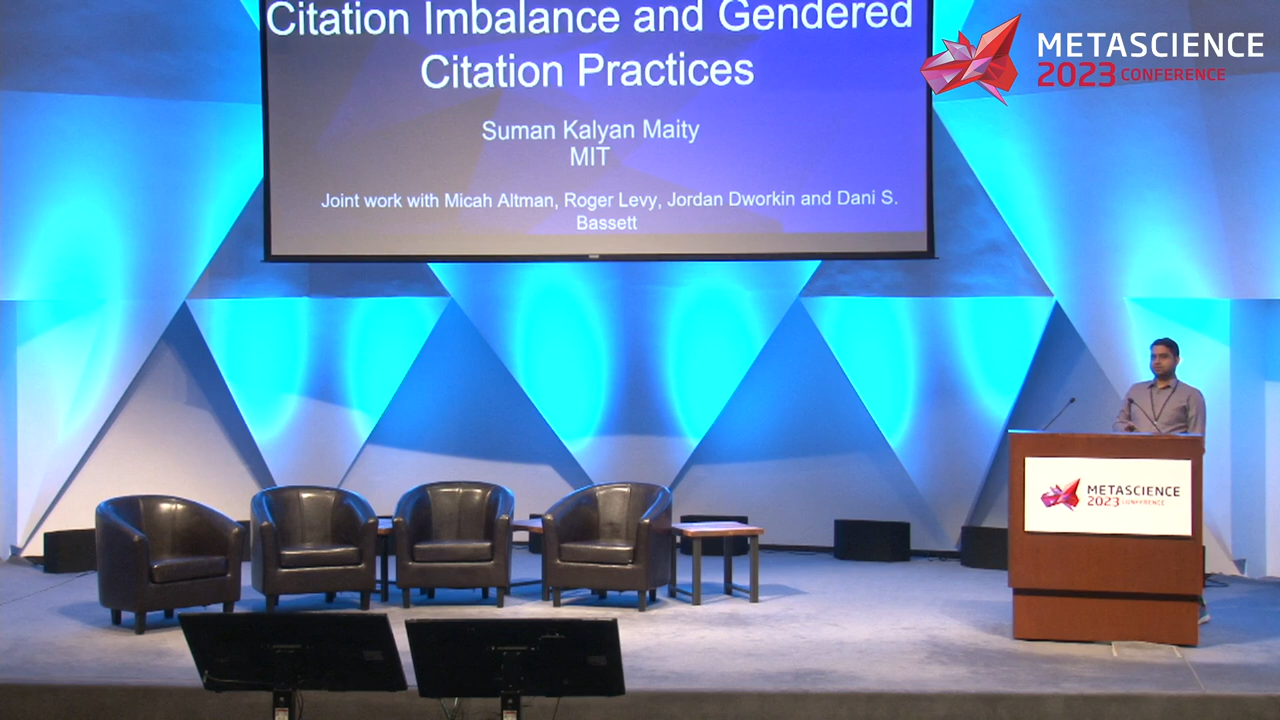 Citation Imbalance and Gendered
Citation Practices
Suman Kalyan Maity
MIT
Joint work with Micah Altman, Roger Levy, Jordan Dworkin and Dani S.
Bassett
METASCIENCE
2023 CONFERENCE
METASCIENCE
2023 CONFERENCE